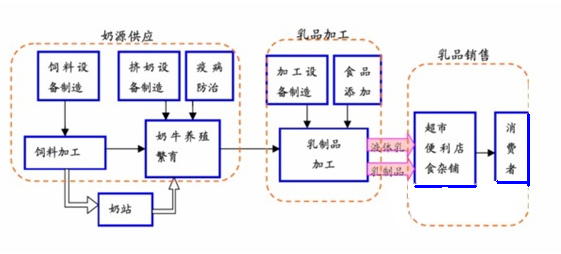 奶源供应
乳品加工
乳品销售
饲料设
备制造
挤奶设
备制造
疫病
防治
加工设
备制造
食品
添加
饲料加工
奶牛养殖
繁育
乳制品
加工
液体乳
乳制品
超市
便利店
食杂铺
消
费
者
奶站